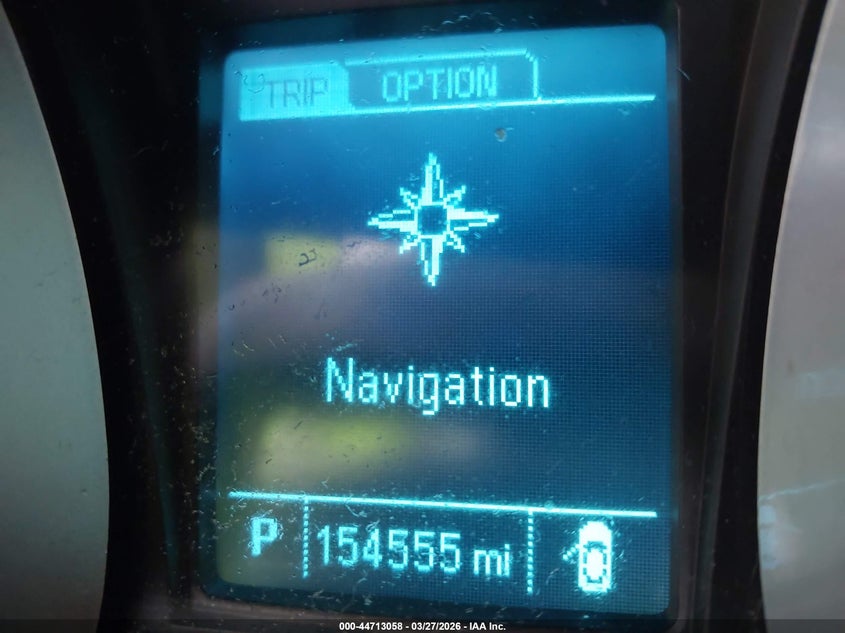 TRIP OPTION
Navigation
P 154555 mi
000-44713058 - 03/27/2026 - IAA Inc.